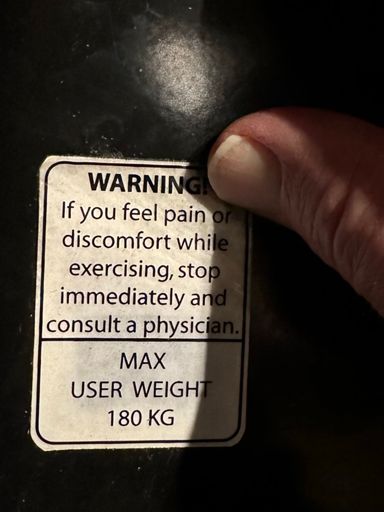 WARNING!
If you feel pain or
discomfort while
exercising, stop
immediately and
consult a physician.
MAX
USER WEIGHT
180 KG